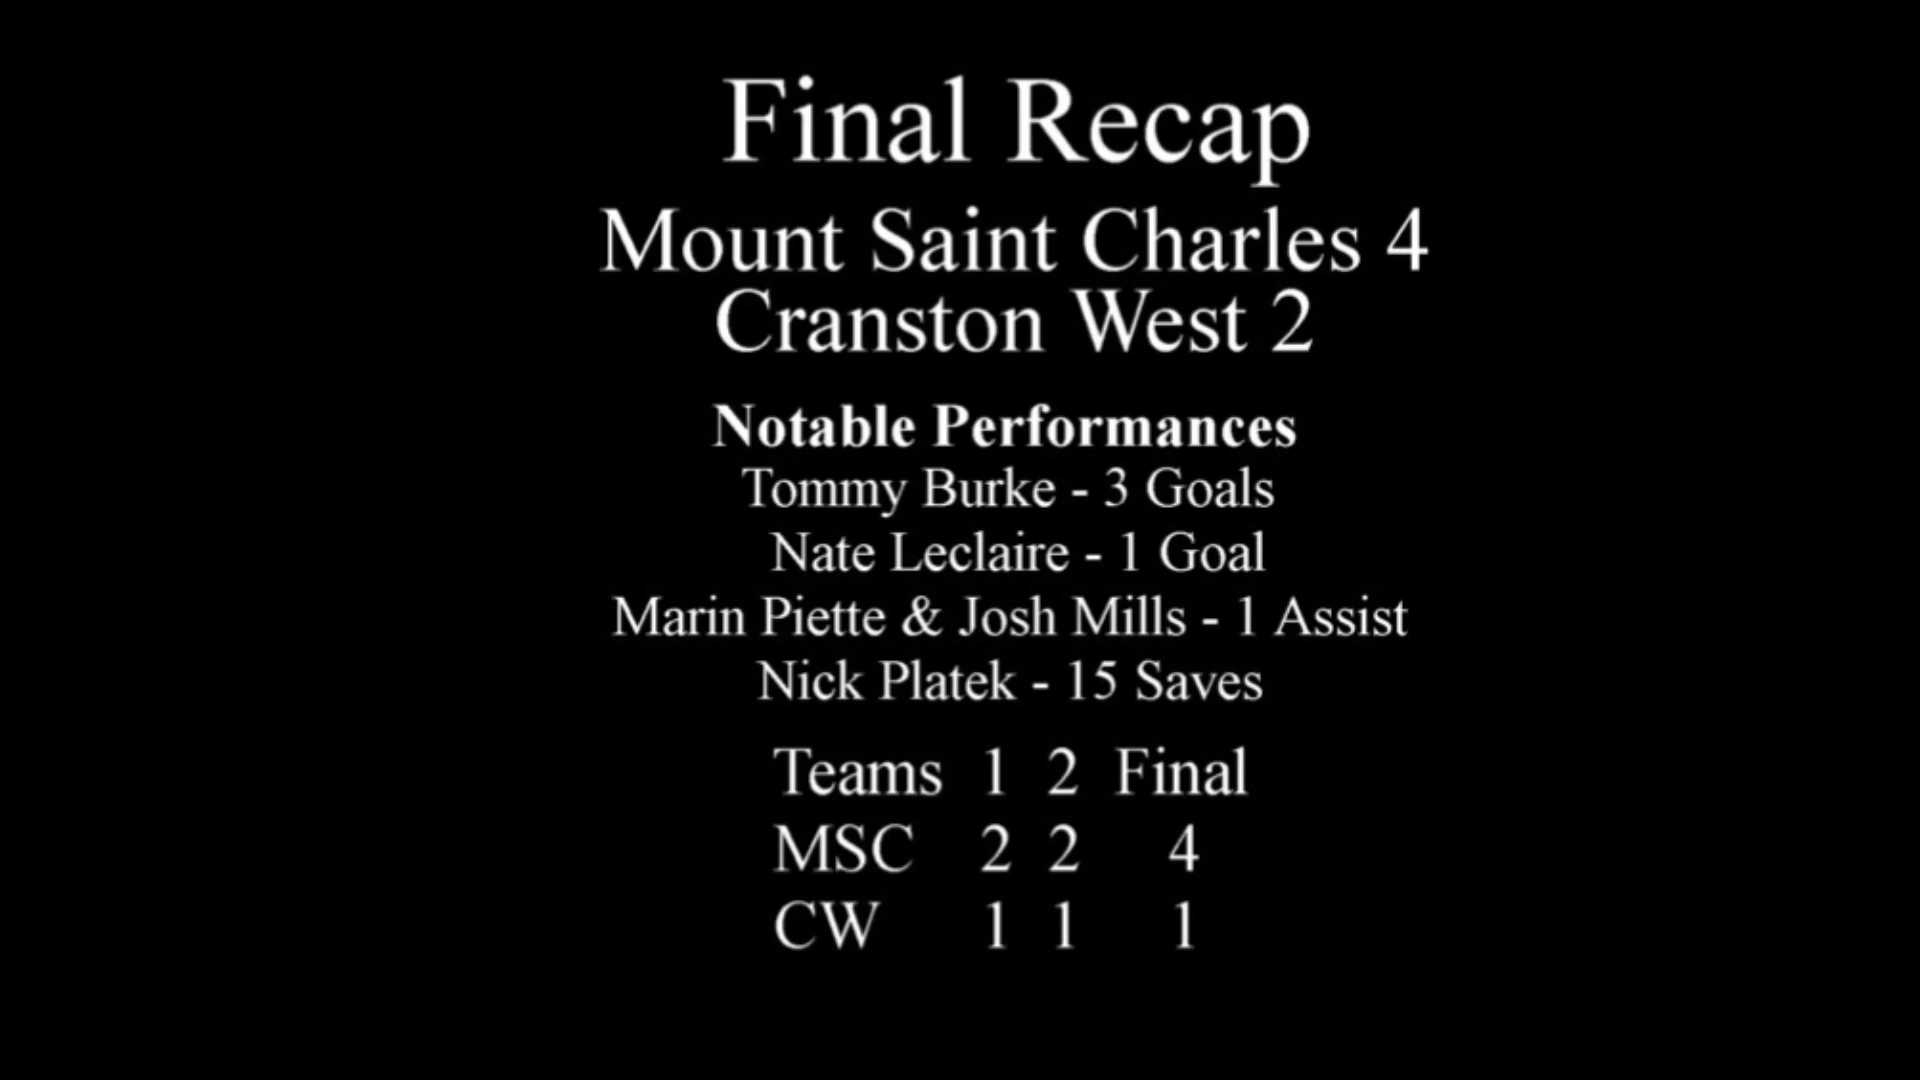 Final Recap
Mount Saint Charles 4
Cranston West 2
Notable Performances
Tommy Burke - 3 Goals
Nate Leclaire - 1 Goal
Marin Piette & Josh Mills - 1 Assist
Nick Platek - 15 Saves
Teams 1 2 Final
MSC 2 2 4
CW 1 1 1